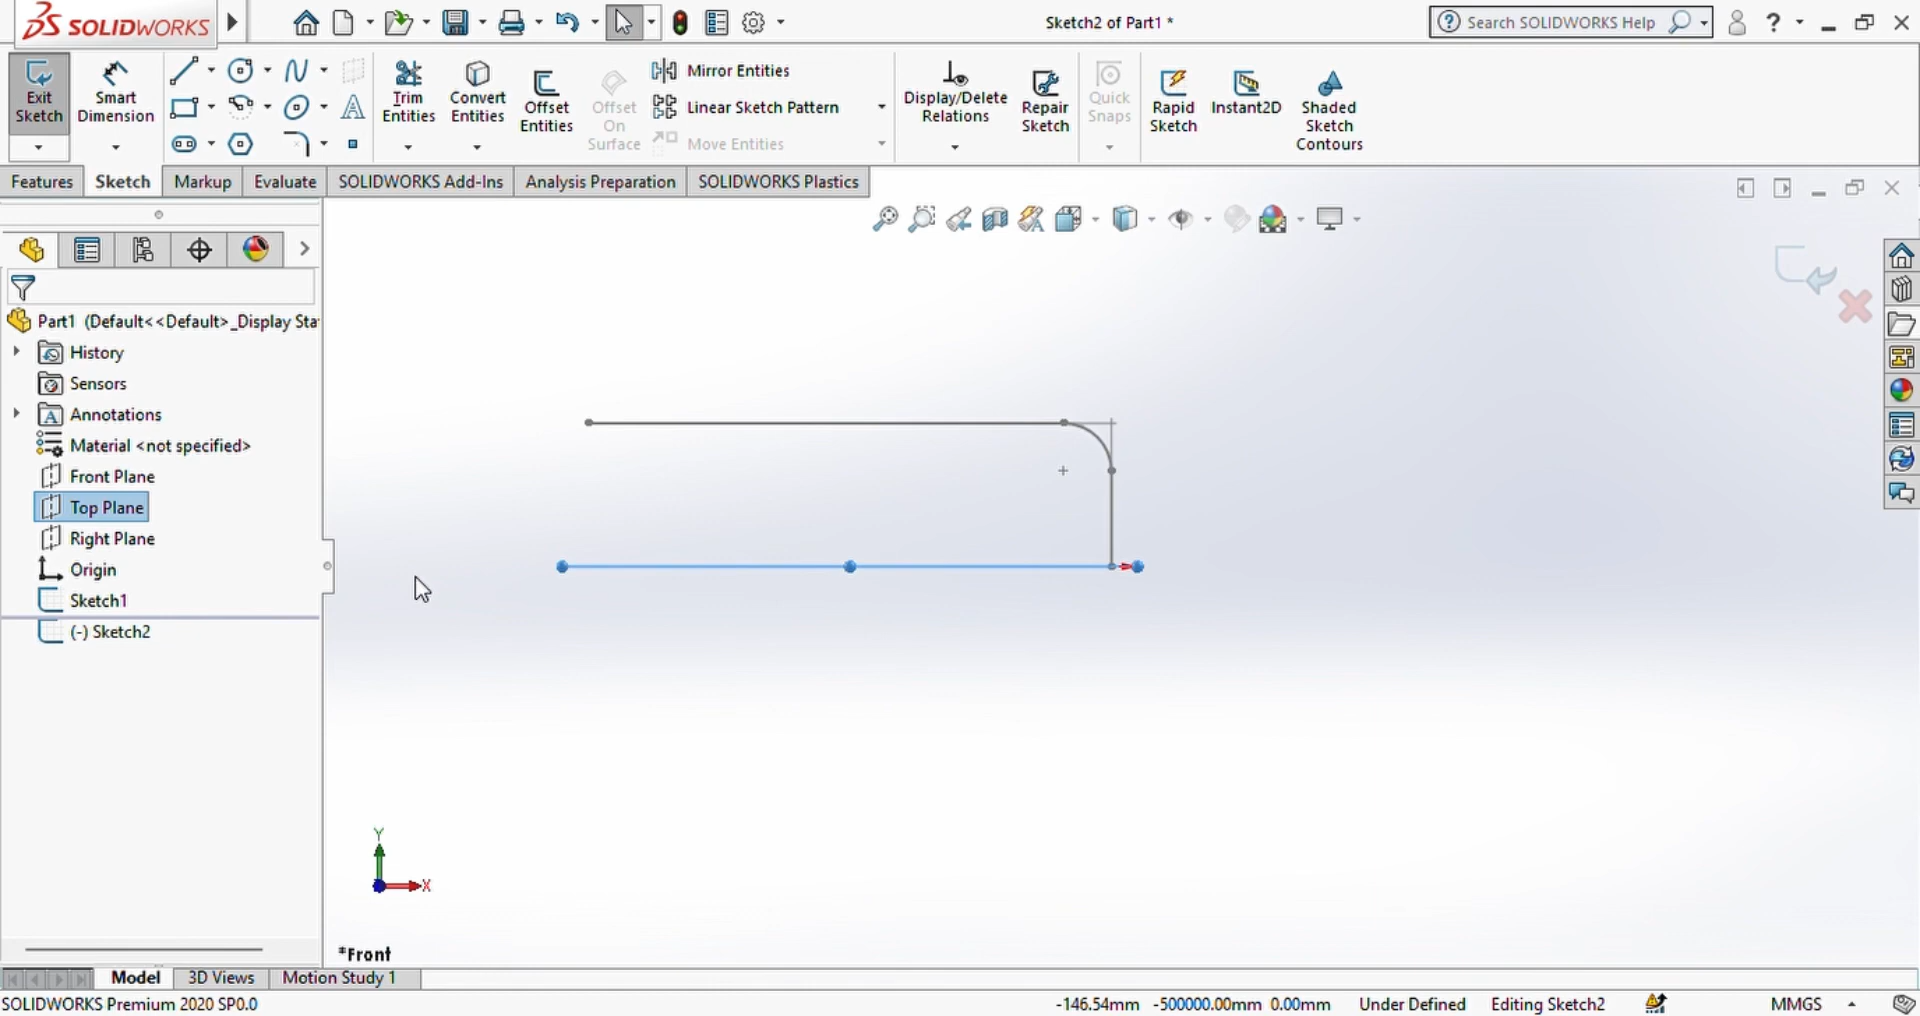 SOLIDWORKS
Sketch2 of Part1 *
Search SOLIDWORKS Help
Exit Sketch
Smart Dimension
Trim Entities
Convert Entities
Offset Entities
Offset On Surface
Mirror Entities
Linear Sketch Pattern
Move Entities
Display/Delete Relations
Repair Sketch
Quick Snaps
Rapid Sketch
Instant2D
Shaded Sketch Contours
Features
Sketch
Markup
Evaluate
SOLIDWORKS Add-Ins
Analysis Preparation
SOLIDWORKS Plastics
Part1 (Default<<Default>_Display Sta
History
Sensors
Annotations
Material <not specified>
Front Plane
Top Plane
Right Plane
Origin
Sketch1
(-) Sketch2
Y
X
*Front
Model
3D Views
Motion Study 1
SOLIDWORKS Premium 2020 SP0.0
-146.54mm -500000.00mm 0.00mm
Under Defined
Editing Sketch2
MMGS